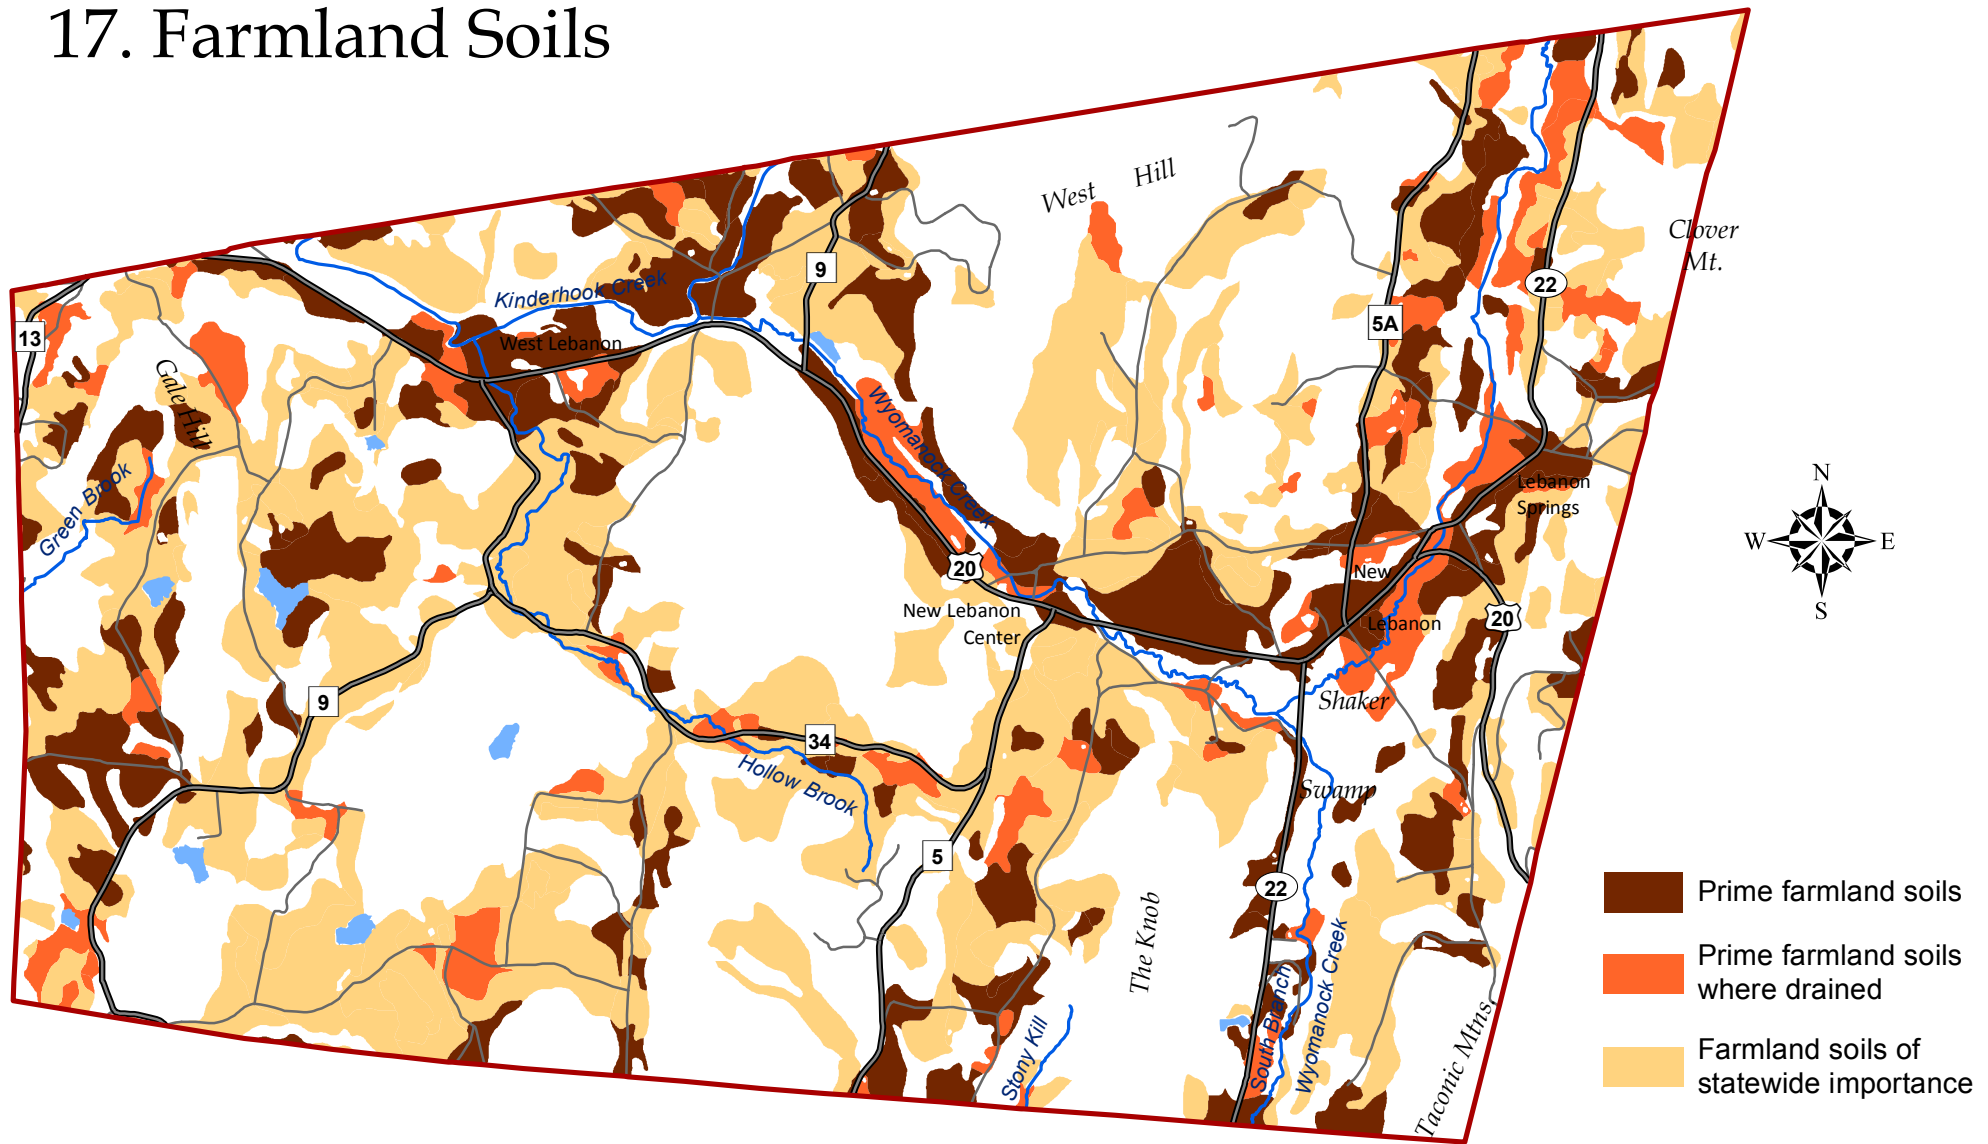 17. Farmland Soils
West Hill
Clover
Mt.
9
22
Kinderhook Creek
13
5A
West Lebanon
Gale Hill
Wyomanock Creek
Green Brook
Lebanon
Springs
N
W
E
S
20
New
Lebanon
New Lebanon
Center
20
9
Shaker
Swamp
34
Hollow Brook
5
22
The Knob
South Branch
Wyomanock Creek
Stony Kill
Taconic Mtns
Prime farmland soils
Prime farmland soils
where drained
Farmland soils of
statewide importance